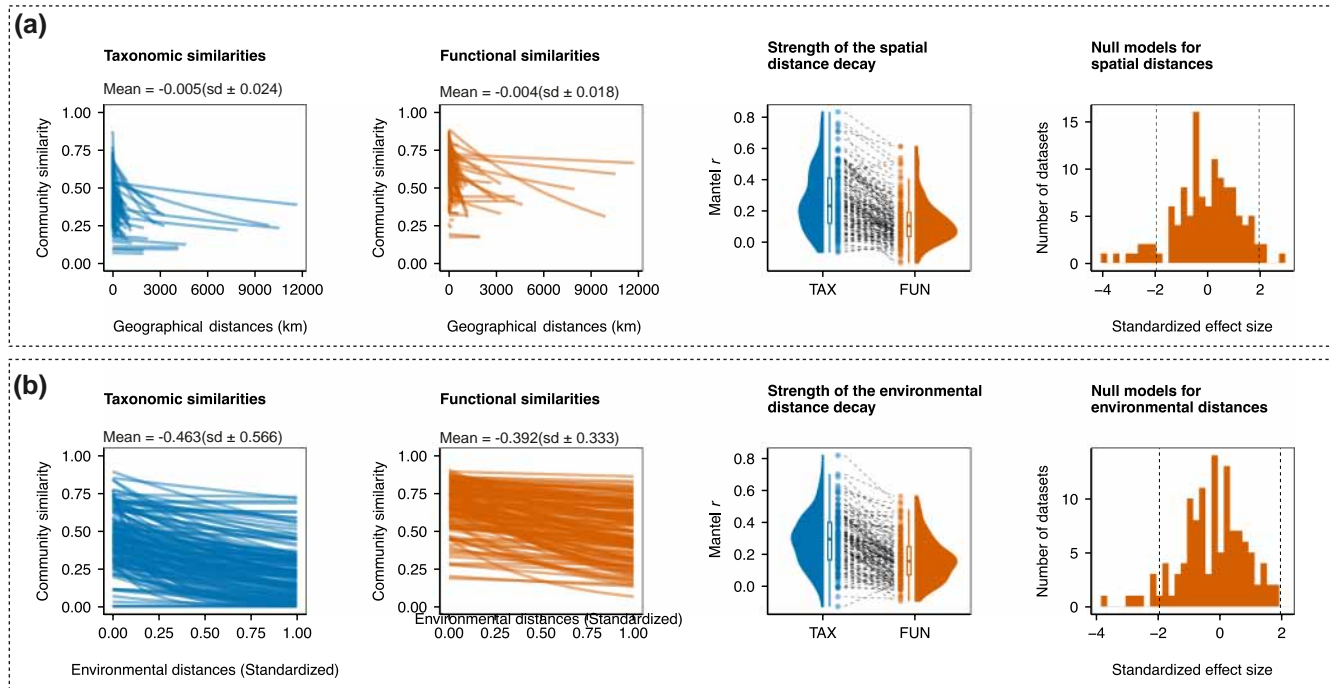 (a)
Taxonomic similarities
Mean = -0.005(sd ± 0.024)
Community similarity
1.00
0.75
0.50
0.25
0.00
0 3000 6000 9000 12000
Geographical distances (km)
Functional similarities
Mean = -0.004(sd ± 0.018)
Community similarity
1.00
0.75
0.50
0.25
0.00
0 3000 6000 9000 12000
Geographical distances (km)
Strength of the spatial
distance decay
Mantel r
0.8
0.6
0.4
0.2
0.0
TAX FUN
Null models for
spatial distances
Number of datasets
15
10
5
0
−4 −2 0 2
Standardized effect size
(b)
Taxonomic similarities
Mean = -0.463(sd ± 0.566)
Community similarity
1.00
0.75
0.50
0.25
0.00
0.00 0.25 0.50 0.75 1.00
Environmental distances (Standardized)
Functional similarities
Mean = -0.392(sd ± 0.333)
Community similarity
1.00
0.75
0.50
0.25
0.00
Environmental distances (Standardized)
0.00 0.25 0.50 0.75 1.00
Strength of the environmental
distance decay
Mantel r
0.8
0.6
0.4
0.2
0.0
TAX FUN
Null models for
environmental distances
Number of datasets
10
5
0
−4 −2 0 2
Standardized effect size